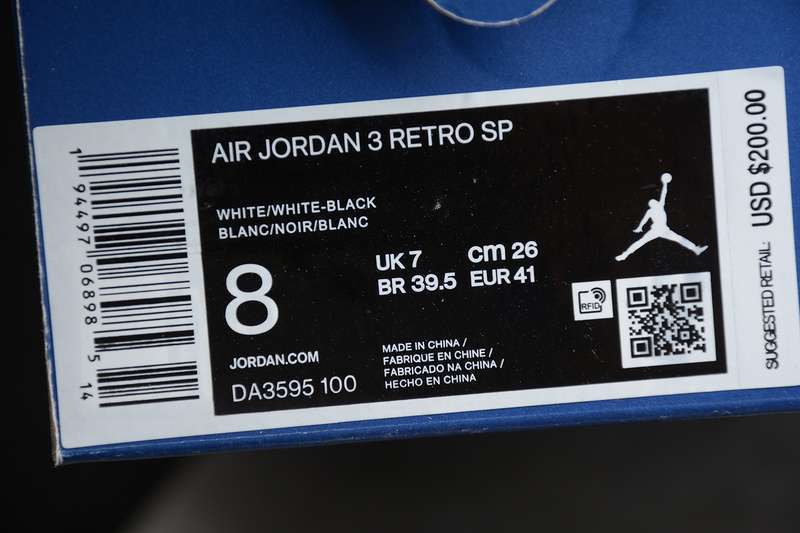 AIR JORDAN 3 RETRO SP
WHITE/WHITE-BLACK
BLANC/NOIR/BLANC
8
UK 7 cm 26
BR 39.5 EUR 41
JORDAN.COM
DA3595 100
MADE IN CHINA /
FABRIQUE EN CHINE /
FABRICADO NA CHINA /
HECHO EN CHINA
RFID
SUGGESTED RETAIL: USD $200.00
1 94497 06898 5 14